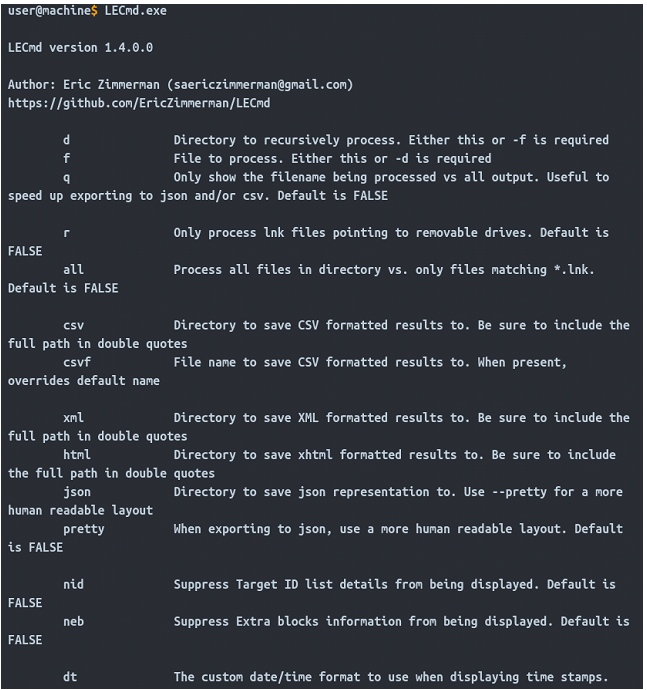 user@machine$ LECmd.exe
LECmd version 1.4.0.0
Author: Eric Zimmerman (saericzimmerman@gmail.com)
https://github.com/EricZimmerman/LECmd
d Directory to recursively process. Either this or -f is required
f File to process. Either this or -d is required
q Only show the filename being processed vs all output. Useful to
speed up exporting to json and/or csv. Default is FALSE
r Only process lnk files pointing to removable drives. Default is
FALSE
all Process all files in directory vs. only files matching *.lnk.
Default is FALSE
csv Directory to save CSV formatted results to. Be sure to include the
full path in double quotes
csvf File name to save CSV formatted results to. When present,
overrides default name
xml Directory to save XML formatted results to. Be sure to include the
full path in double quotes
html Directory to save xhtml formatted results to. Be sure to include
the full path in double quotes
json Directory to save json representation to. Use --pretty for a more
human readable layout
pretty When exporting to json, use a more human readable layout. Default
is FALSE
nid Suppress Target ID list details from being displayed. Default is
FALSE
neb Suppress Extra blocks information from being displayed. Default is
FALSE
dt The custom date/time format to use when displaying time stamps.